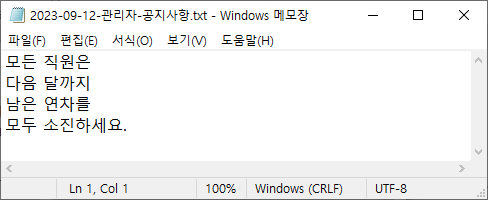 2023-09-12-관리자-공지사항.txt - Windows 메모장
파일(F) 편집(E) 서식(O) 보기(V) 도움말(H)
모든 직원은
다음 달까지
남은 연차를
모두 소진하세요.
Ln 1, Col 1 100% Windows (CRLF) UTF-8